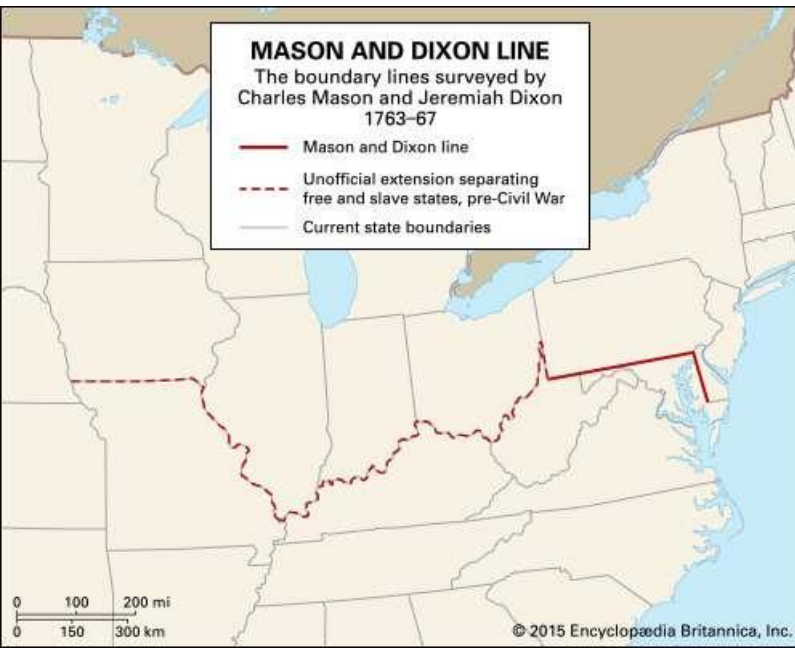 MASON AND DIXON LINE
The boundary lines surveyed by
Charles Mason and Jeremiah Dixon
1763–67
Mason and Dixon line
Unofficial extension separating
free and slave states, pre-Civil War
Current state boundaries
0 100 200 mi
0 150 300 km
© 2015 Encyclopædia Britannica, Inc.